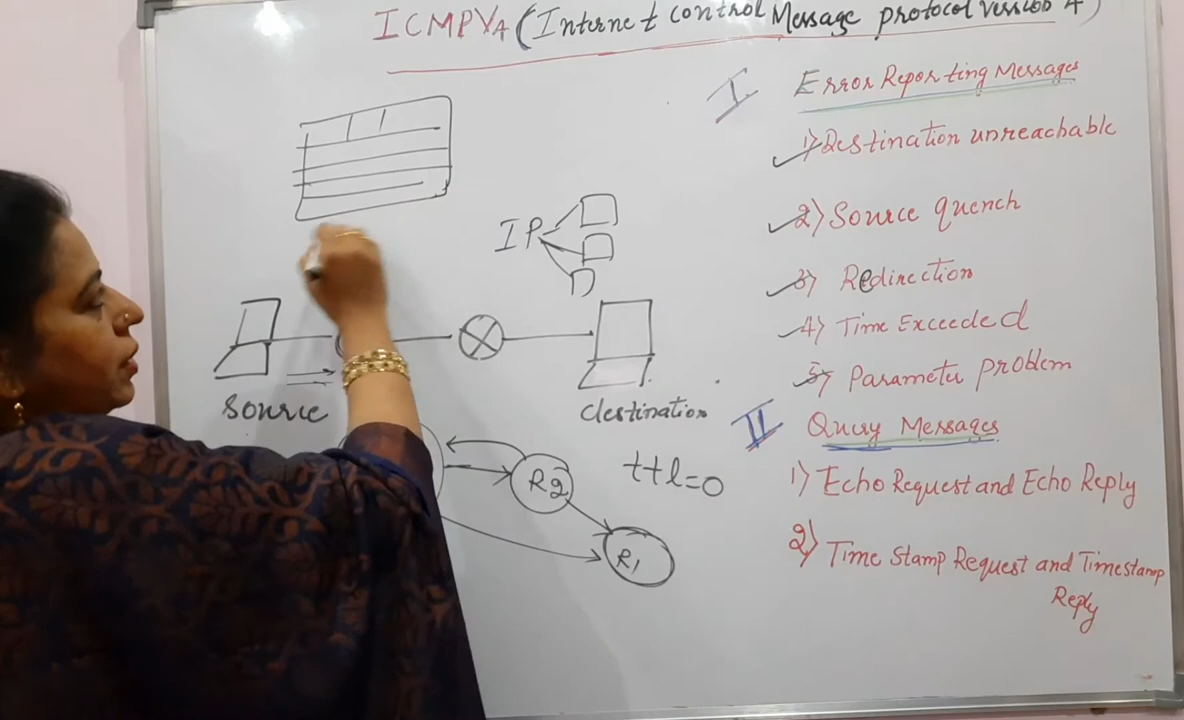 ICMPV4 (Internet control Message protocol version 4)
I Error Reporting Messages
1) Destination unreachable
2) Source quench
3) Redirection
4) Time Exceeded
5) Parameter problem
II Query Messages
1) Echo Request and Echo Reply
2) Time Stamp Request and Timestamp
Reply
IP
D
source
destination
R2
ttl=0
R1